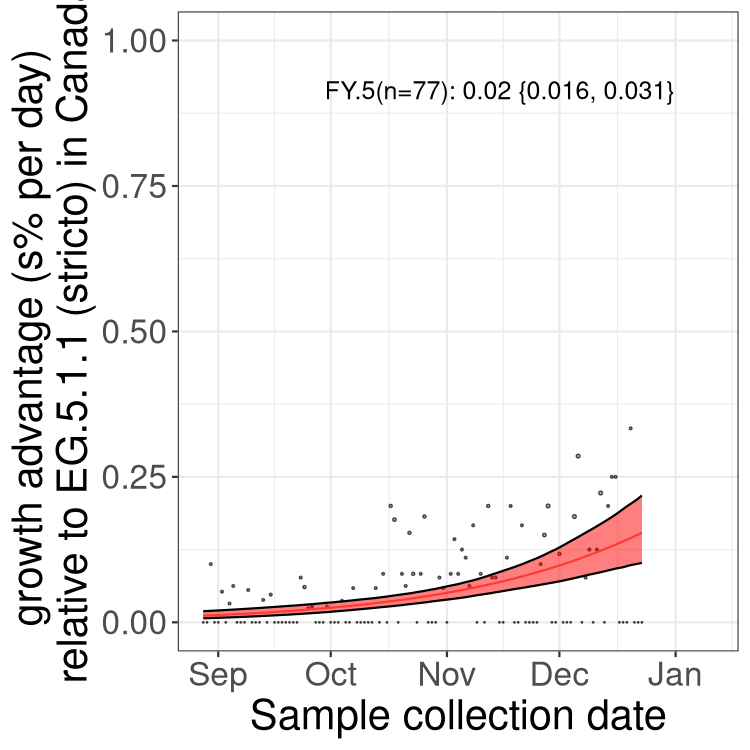 growth advantage (s% per day)
relative to EG.5.1.1 (stricto) in Canada
1.00
0.75
0.50
0.25
0.00
FY.5(n=77): 0.02 {0.016, 0.031}
Sep Oct Nov Dec Jan
Sample collection date